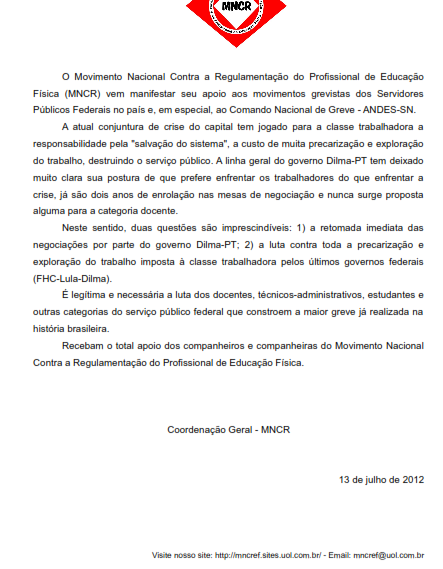 MNCR
O Movimento Nacional Contra a Regulamentação do Profissional de Educação
Física (MNCR) vem manifestar seu apoio aos movimentos grevistas dos Servidores
Públicos Federais no país e, em especial, ao Comando Nacional de Greve - ANDES-SN.
A atual conjuntura de crise do capital tem jogado para a classe trabalhadora a
responsabilidade pela "salvação do sistema", a custo de muita precarização e exploração
do trabalho, destruindo o serviço público. A linha geral do governo Dilma-PT tem deixado
muito clara sua postura de que prefere enfrentar os trabalhadores do que enfrentar a
crise, já são dois anos de enrolação nas mesas de negociação e nunca surge proposta
alguma para a categoria docente.
Neste sentido, duas questões são imprescindíveis: 1) a retomada imediata das
negociações por parte do governo Dilma-PT; 2) a luta contra toda a precarização e
exploração do trabalho imposta à classe trabalhadora pelos últimos governos federais
(FHC-Lula-Dilma).
É legítima e necessária a luta dos docentes, técnicos-administrativos, estudantes e
outras categorias do serviço público federal que constroem a maior greve já realizada na
história brasileira.
Recebam o total apoio dos companheiros e companheiras do Movimento Nacional
Contra a Regulamentação do Profissional de Educação Física.
Coordenação Geral - MNCR
13 de julho de 2012
Visite nosso site: http://mncref.sites.uol.com.br/ - Email: mncref@uol.com.br